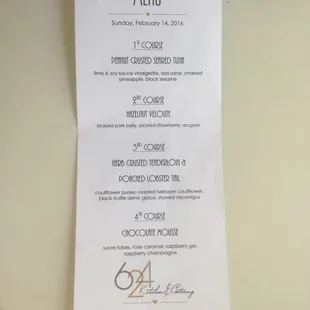 MENU
Sunday, February 14, 2016
1ST COURSE
PEANUT CRUSTED SEARED TUNA
lime & soy sauce vinaigrette, red sorre, charred
pineapple, black sesame
2ND COURSE
HAZELNUT VELOUTE
braised pork belly, pickled strawberry, arugula
3RD COURSE
HERB CRUSTED TENDERLOIN &
POACHED LOBSTER TAIL
cauliflower puree, roasted heirloom cauliflower,
black truffle demi glace, shaved asparagus
4TH COURSE
CHOCOLATE MOUSSE
sucre tubes, rose caramel, raspberry gel,
raspberry champagne
624
Kitchen & Catering